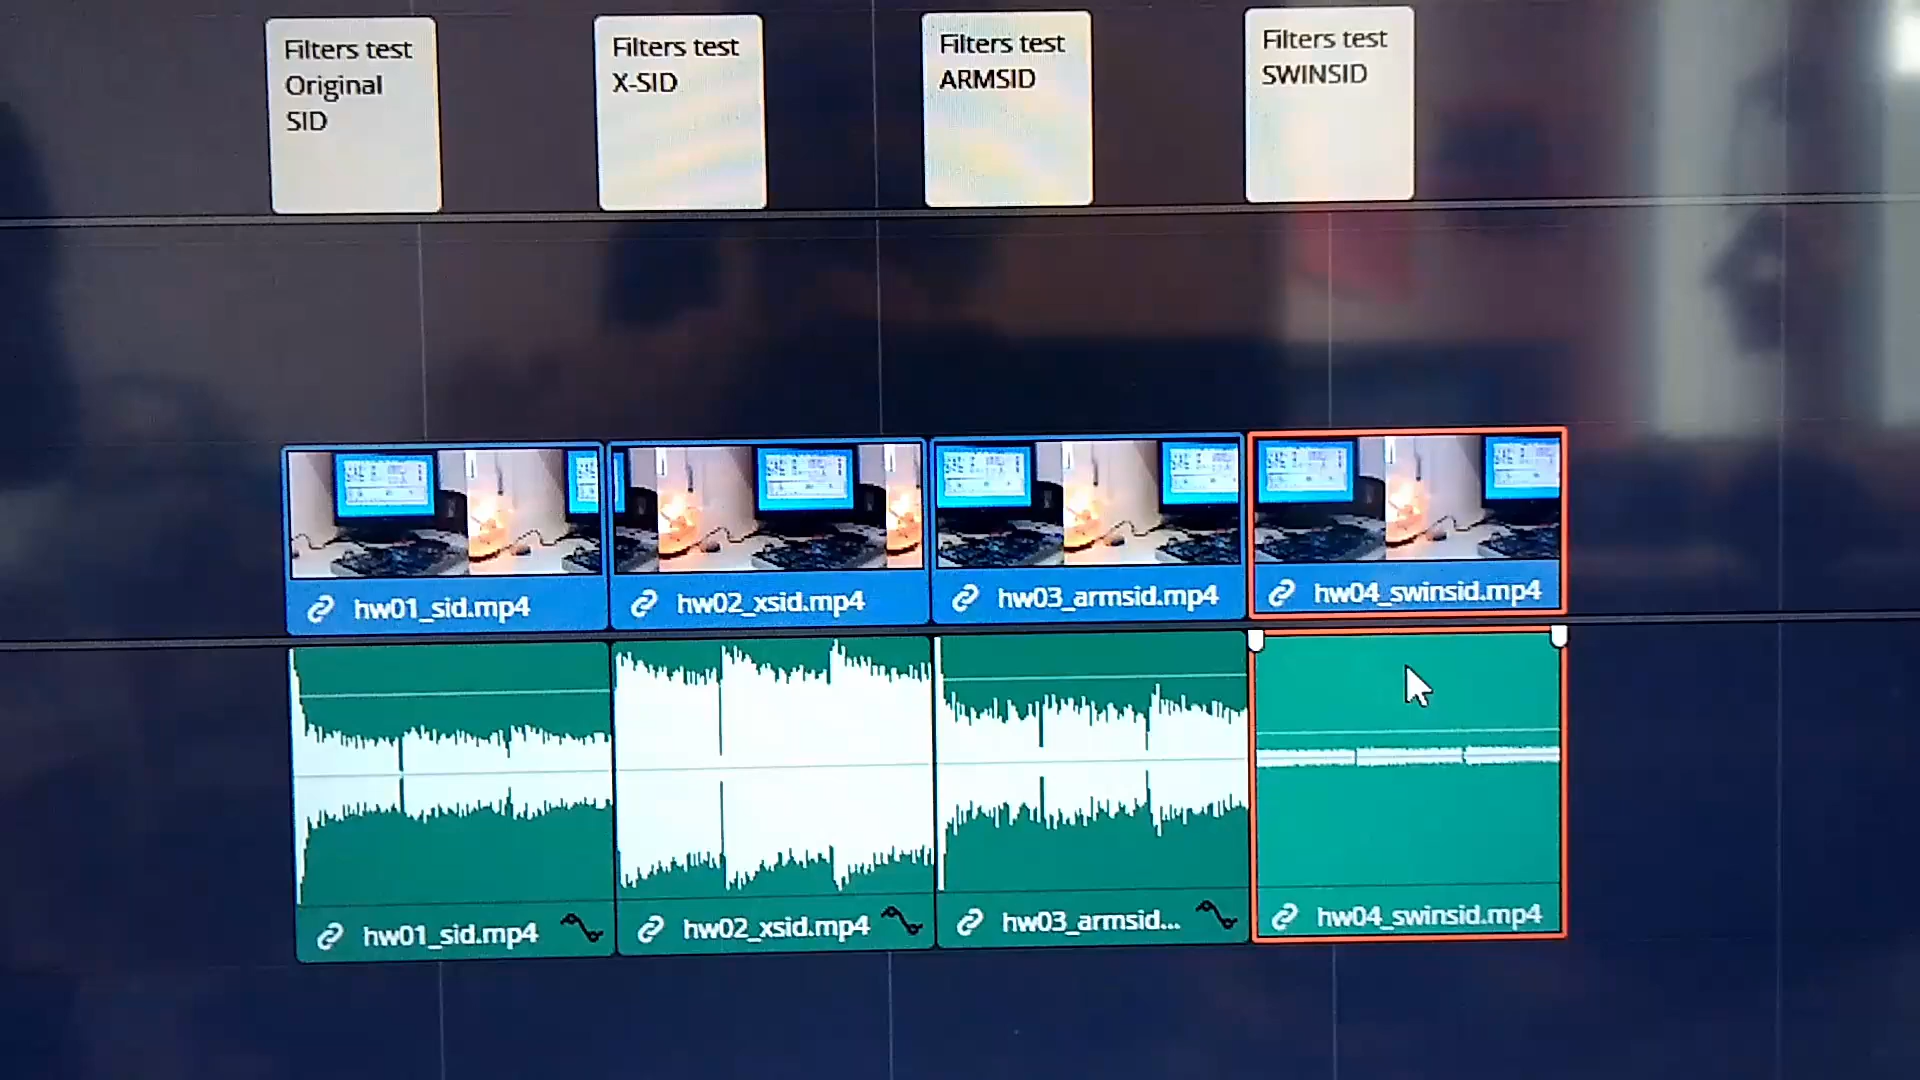 Filters test
Original
SID
Filters test
X-SID
Filters test
ARMSID
Filters test
SWINSID
hw01_sid.mp4
hw02_xsid.mp4
hw03_armsid.mp4
hw04_swinsid.mp4
hw01_sid.mp4
hw02_xsid.mp4
hw03_armsid...
hw04_swinsid.mp4